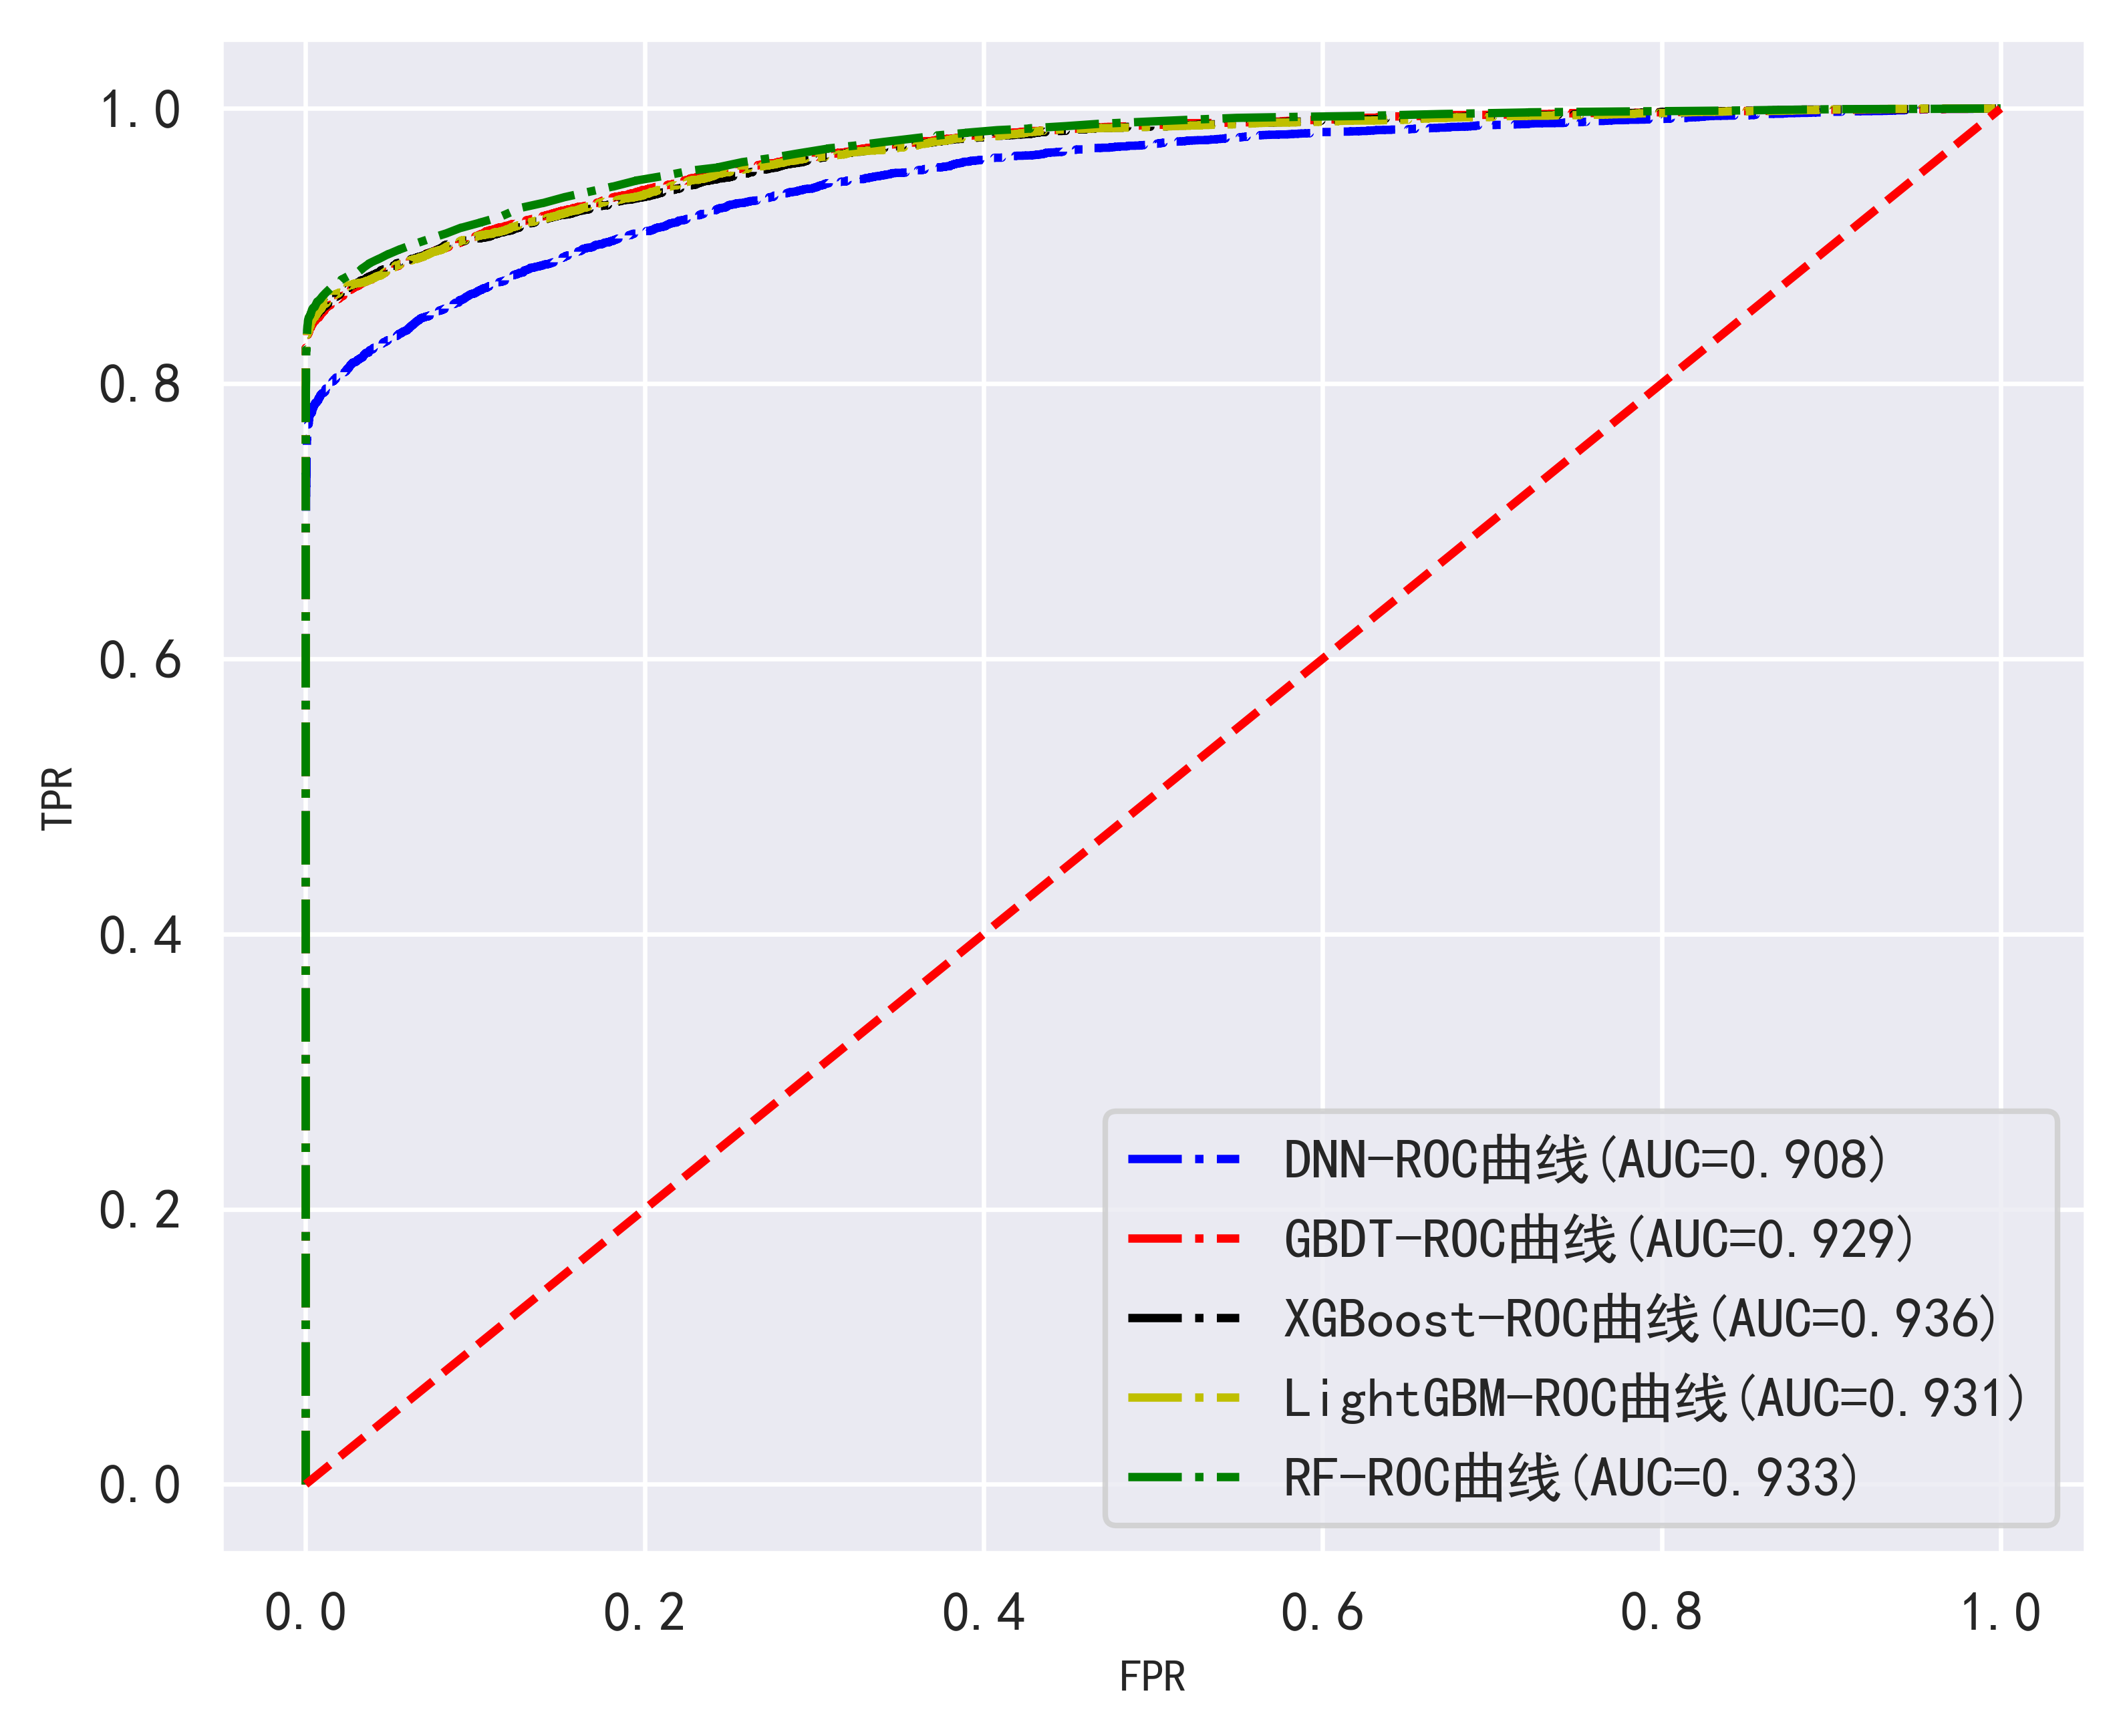 1.0
0.8
0.6
0.4
0.2
0.0
TPR
DNN-ROC曲线(AUC=0.908)
GBDT-ROC曲线(AUC=0.929)
XGBoost-ROC曲线(AUC=0.936)
LightGBM-ROC曲线(AUC=0.931)
RF-ROC曲线(AUC=0.933)
0.0 0.2 0.4 0.6 0.8 1.0
FPR